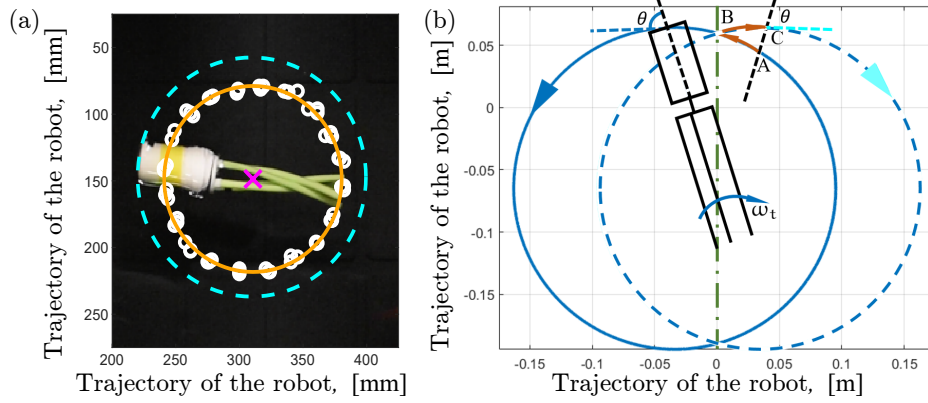 (a)
50
100
150
200
250
200
250
300
350
400
Trajectory of the robot, [mm]
Trajectory of the robot, [mm]
(b)
θ
B
θ
C
A
ωt
0.05
0
-0.05
-0.1
-0.15
-0.15
-0.1
-0.05
0
0.05
0.1
0.15
Trajectory of the robot, [m]
Trajectory of the robot, [m]